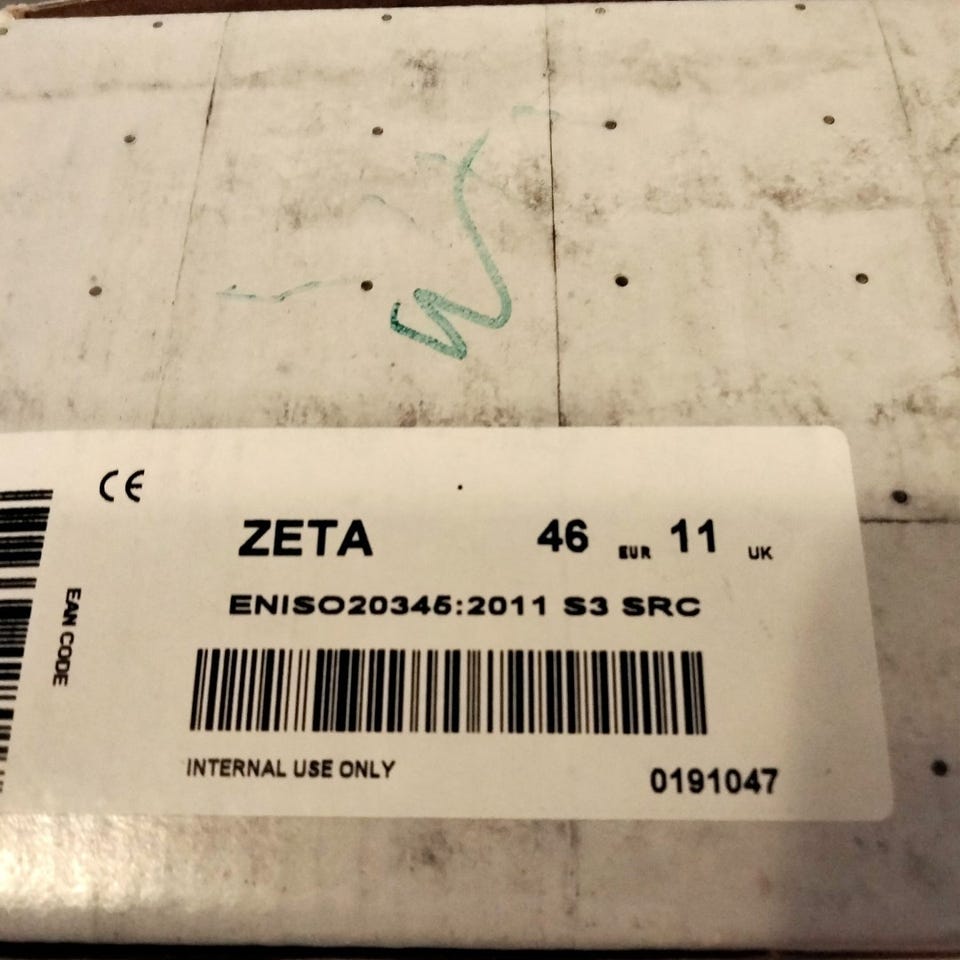 CE
ZETA 46 EUR 11 UK
ENISO20345:2011 S3 SRC
EAN CODE
INTERNAL USE ONLY
0191047